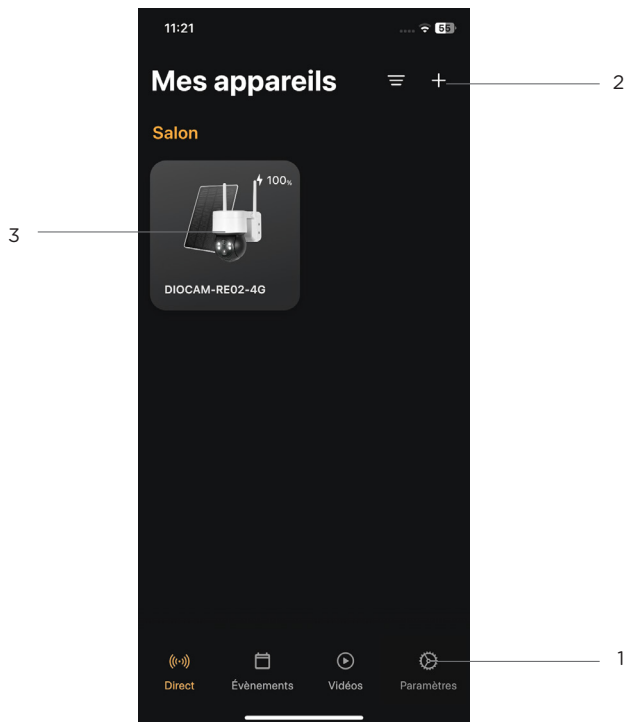 11:21
55
Mes appareils
2
Salon
100%
3
DIOCAM-RE02-4G
1
Direct
Évènements
Vidéos
Paramètres